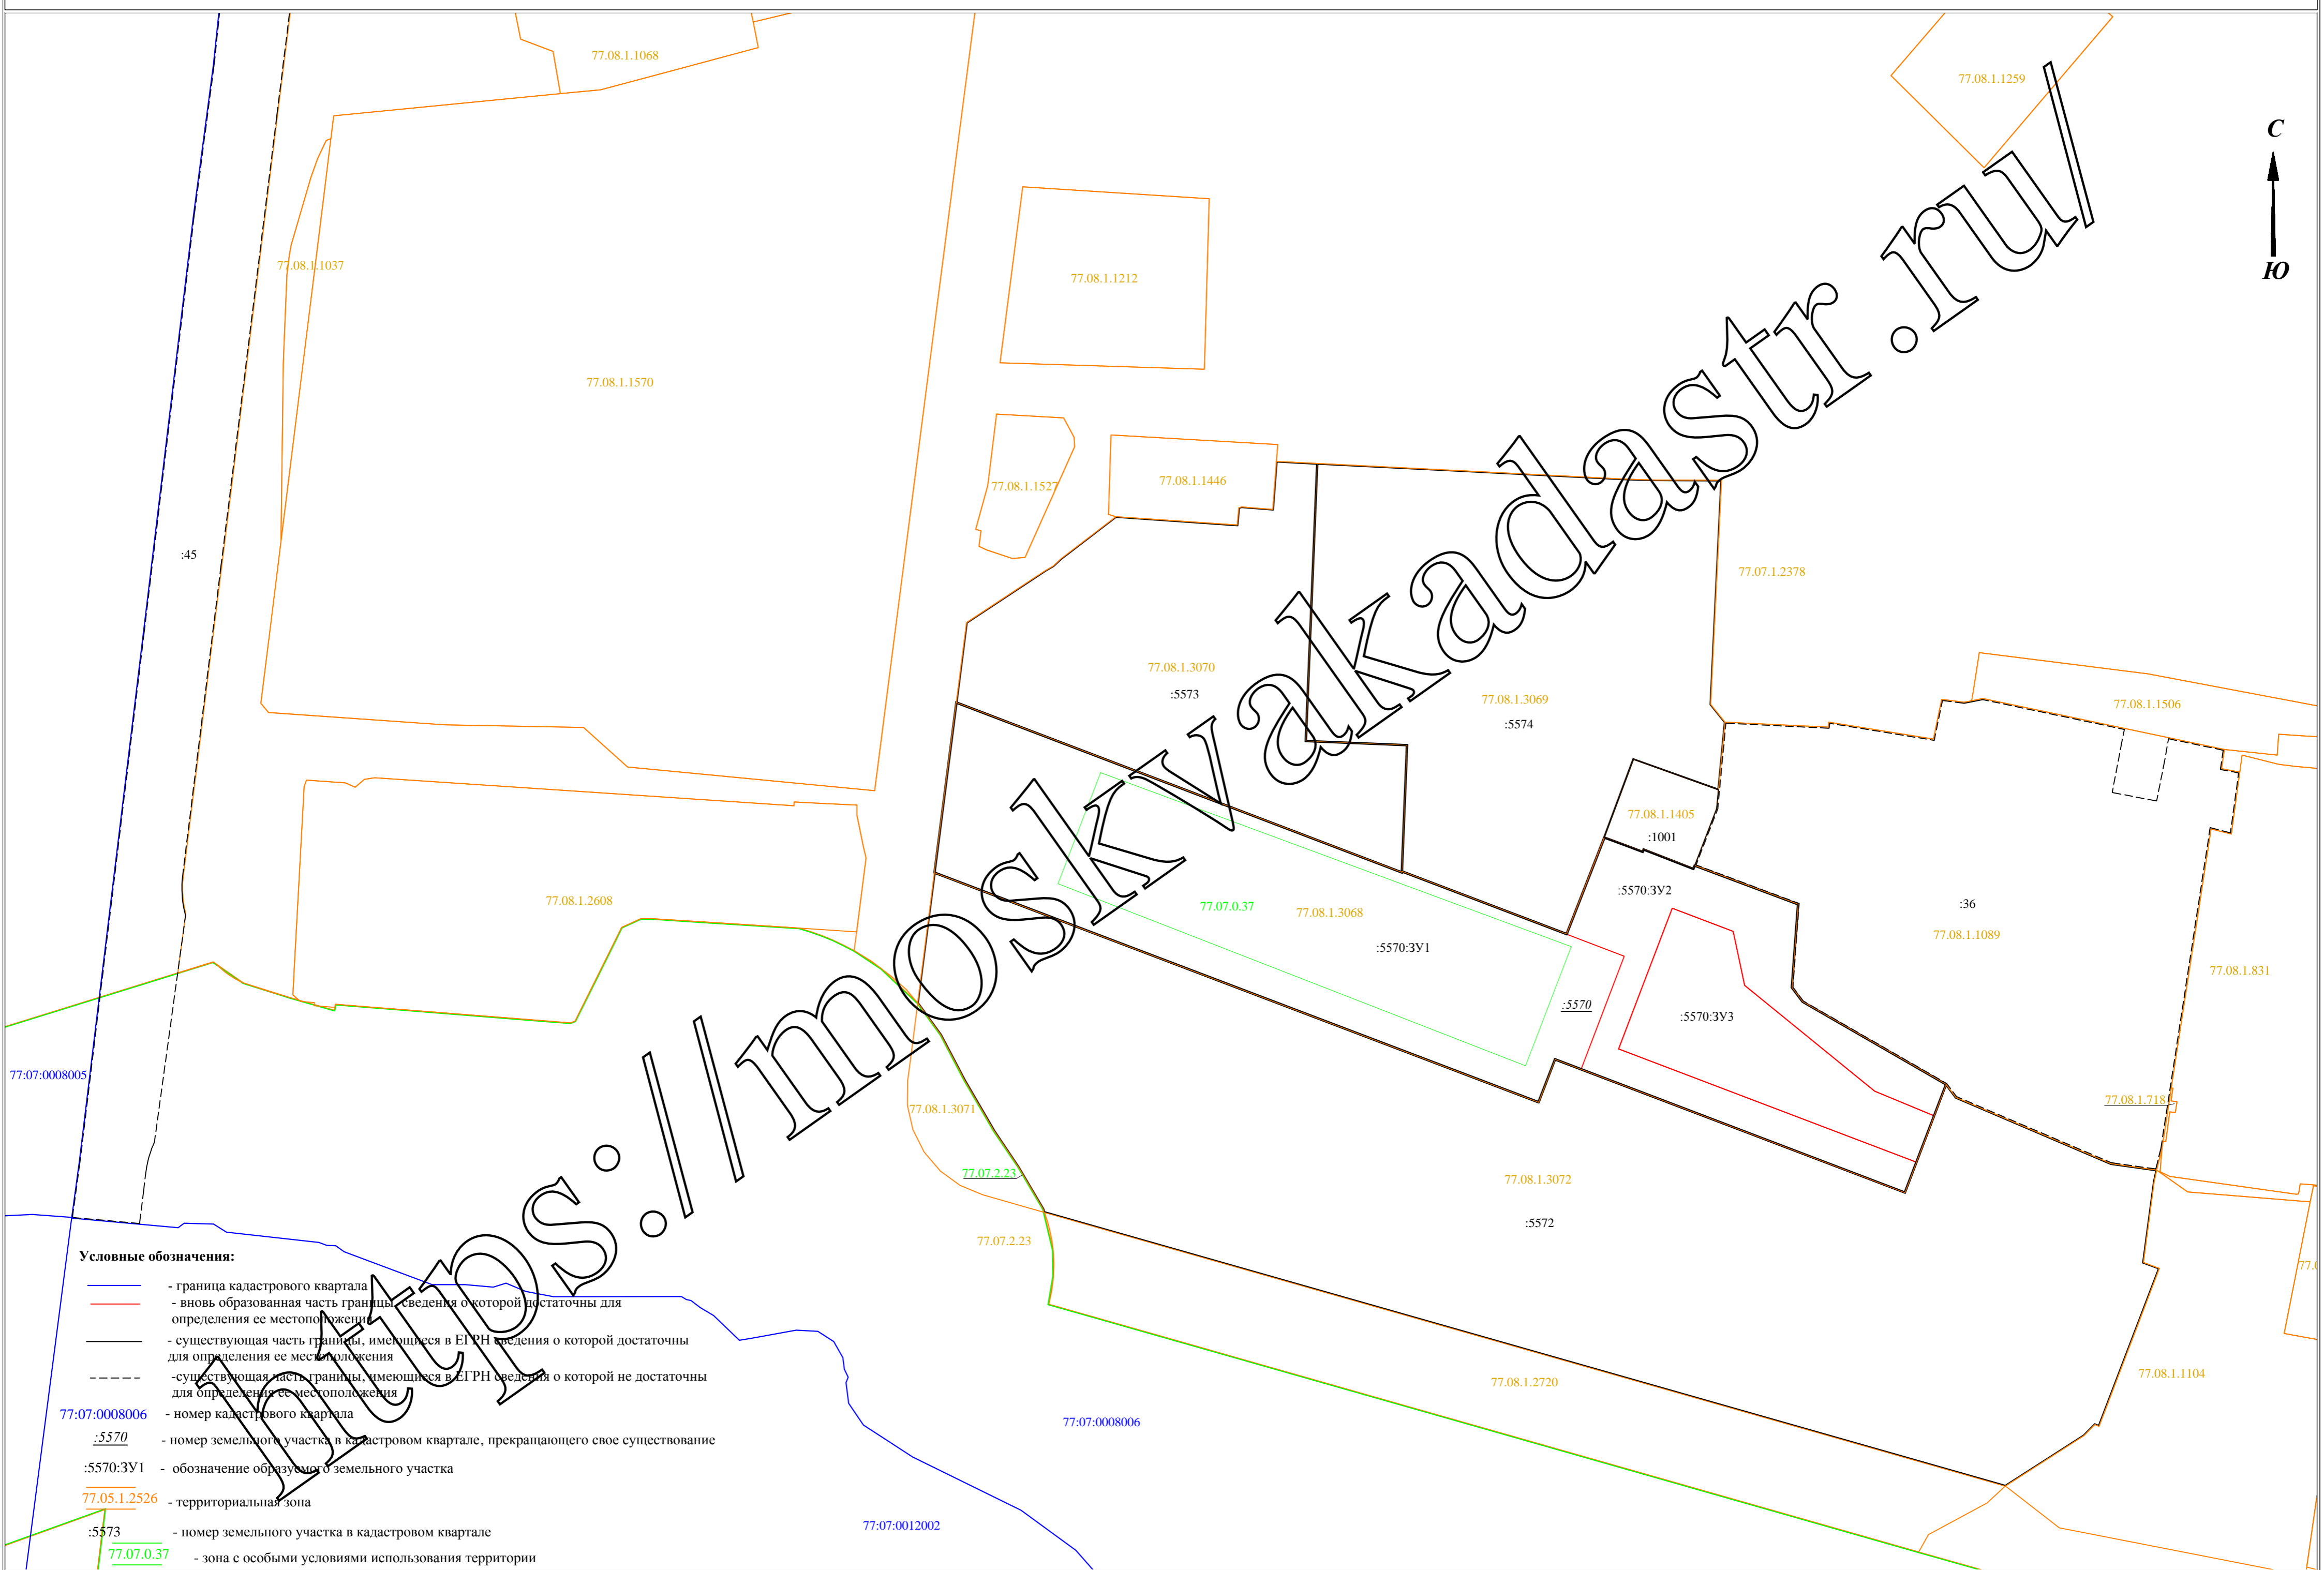 77.08.1.1068
77.08.1.1259
С
Ю
77.08.1.1037
77.08.1.1212
77.08.1.1570
77.08.1.1527
77.08.1.1446
:45
77.07.1.2378
77.08.1.3070
:5573
77.08.1.3069
:5574
77.08.1.1506
77.08.1.1405
:1001
77.08.1.2608
77.07.0.37
77.08.1.3068
:5570:ЗУ1
:5570:ЗУ2
:36
77.08.1.1089
77.08.1.831
:5570
:5570:ЗУ3
77:07:0008005
77.08.1.3071
77.08.1.718
77.07.2.23
77.08.1.3072
:5572
77.07.2.23
77.08.1.2720
77.08.1.1104
77:07:0008006
77:07:0012002
https://moskvakadastr.ru/
Условные обозначения:
- граница кадастрового квартала
- вновь образованная часть границы, сведения о которой достаточны для
определения ее местоположения
- существующая часть границы, имеющиеся в ЕГРН сведения о которой достаточны
для определения ее местоположения
-существующая часть границы, имеющиеся в ЕГРН сведения о которой не достаточны
для определения ее местоположения
77:07:0008006 - номер кадастрового квартала
:5570 - номер земельного участка в кадастровом квартале, прекращающего свое существование
:5570:ЗУ1 - обозначение образуемого земельного участка
77.05.1.2526 - территориальная зона
:5573 - номер земельного участка в кадастровом квартале
77.07.0.37 - зона с особыми условиями использования территории